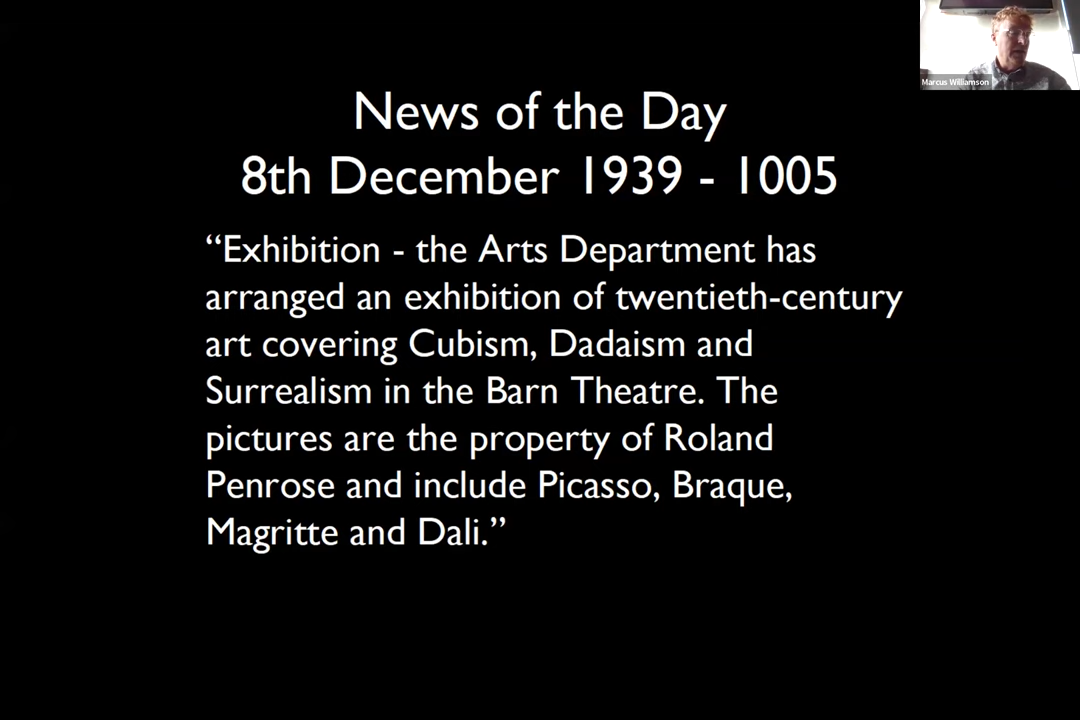 News of the Day
8th December 1939 - 1005
“Exhibition - the Arts Department has
arranged an exhibition of twentieth-century
art covering Cubism, Dadaism and
Surrealism in the Barn Theatre. The
pictures are the property of Roland
Penrose and include Picasso, Braque,
Magritte and Dali.”
Marcus Williamson